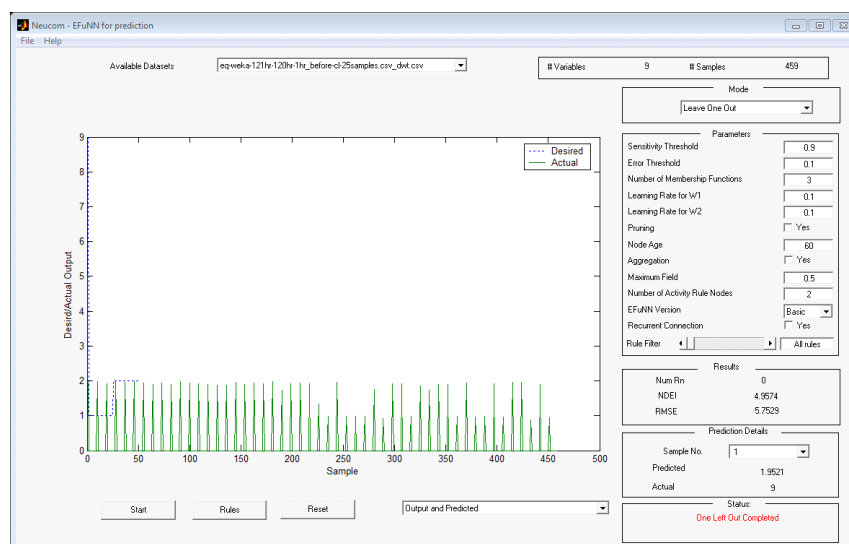 Neucom - EFuNN for prediction
File Help
Available Datasets eq-weka-121hr-120hr-1hr_before-cl-25samples.csv_dwt.csv
# Variables 9 # Samples 459
Mode
Leave One Out
Parameters
Sensitivity Threshold 0.9
Error Threshold 0.1
Number of Membership Functions 3
Learning Rate for W1 0.1
Learning Rate for W2 0.1
Pruning Yes
Node Age 60
Aggregation Yes
Maximum Field 0.5
Number of Activity Rule Nodes 2
EFuNN Version Basic
Recurrent Connection Yes
Rule Filter All rules
Results
Num Rn 0
NDEI 4.9574
RMSE 5.7529
Prediction Details
Sample No. 1
Predicted 1.9521
Actual 9
Status:
One Left Out Completed
Desired
Actual
9
8
7
6
5
4
3
2
1
0
Desird/Actual Output
0 50 100 150 200 250 300 350 400 450 500
Sample
Start Rules Reset Output and Predicted